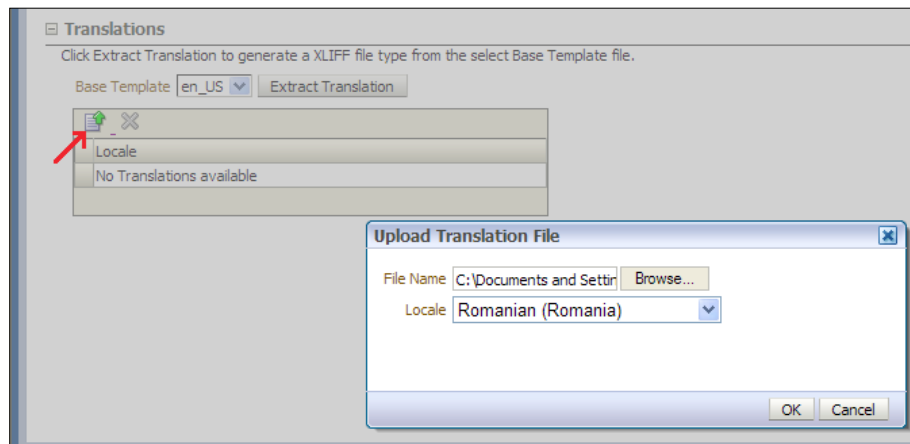 Translations
Click Extract Translation to generate a XLIFF file type from the select Base Template file.
Base Template en_US Extract Translation
Locale
No Translations available
Upload Translation File
File Name C:\Documents and Settin Browse...
Locale Romanian (Romania)
OK Cancel